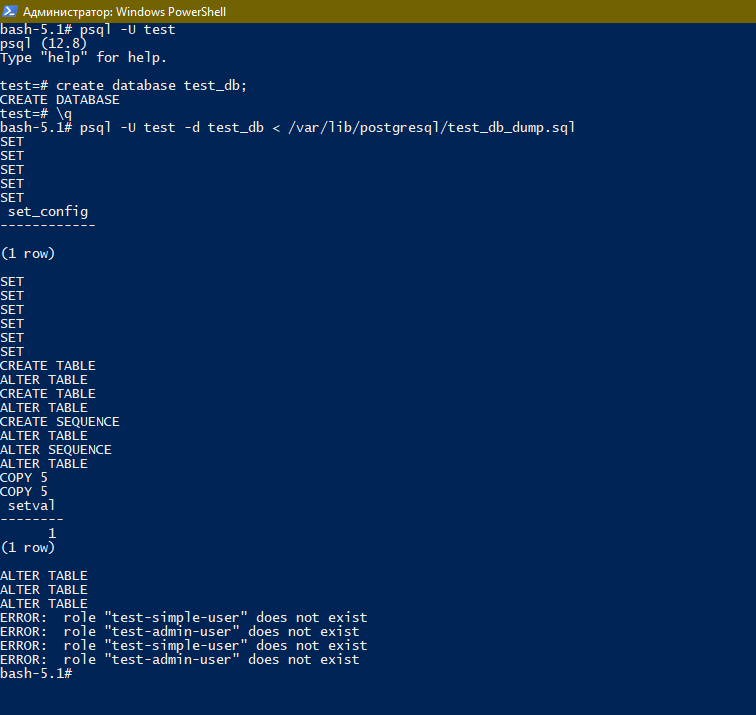 Администратор: Windows PowerShell
bash-5.1# psql -U test
psql (12.8)
Type "help" for help.
test=# create database test_db;
CREATE DATABASE
test=# \q
bash-5.1# psql -U test -d test_db < /var/lib/postgresql/test_db_dump.sql
SET
SET
SET
SET
SET
 set_config
------------
(1 row)
SET
SET
SET
SET
SET
SET
CREATE TABLE
ALTER TABLE
CREATE TABLE
ALTER TABLE
CREATE SEQUENCE
ALTER TABLE
ALTER SEQUENCE
ALTER TABLE
COPY 5
COPY 5
 setval
--------
      1
(1 row)
ALTER TABLE
ALTER TABLE
ALTER TABLE
ERROR:  role "test-simple-user" does not exist
ERROR:  role "test-admin-user" does not exist
ERROR:  role "test-simple-user" does not exist
ERROR:  role "test-admin-user" does not exist
bash-5.1#